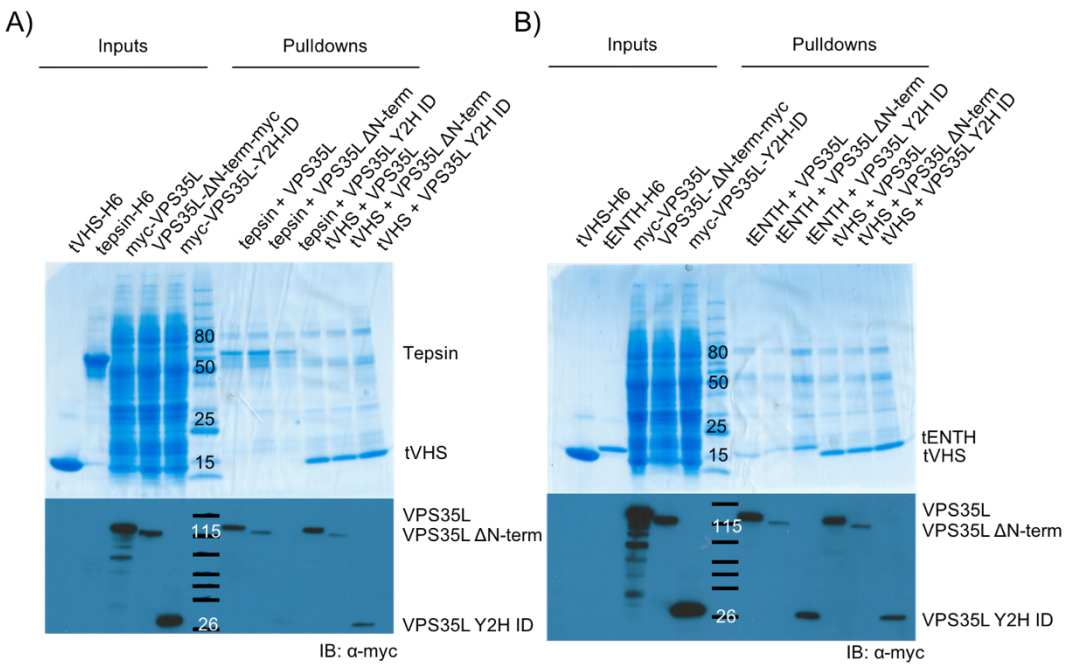 A)
B)
Inputs
Pulldowns
Inputs
Pulldowns
tVHS-H6
tepsin-H6
myc-VPS35L
VPS35L-ΔN-term-myc
myc-VPS35L-Y2H-ID
tepsin + VPS35L
tepsin + VPS35L ΔN-term
tepsin + VPS35L Y2H ID
tVHS + VPS35L
tVHS + VPS35L ΔN-term
tVHS + VPS35L Y2H ID
tVHS-H6
tENTH-H6
myc-VPS35L
VPS35L- ΔN-term-myc
myc-VPS35L-Y2H-ID
tENTH + VPS35L
tENTH + VPS35L ΔN-term
tENTH + VPS35L Y2H ID
tVHS + VPS35L
tVHS + VPS35L ΔN-term
tVHS + VPS35L Y2H ID
80
50
25
15
Tepsin
tVHS
80
50
25
15
tENTH
tVHS
115
26
VPS35L
VPS35L ΔN-term
VPS35L Y2H ID
IB: α-myc
115
26
VPS35L
VPS35L ΔN-term
VPS35L Y2H ID
IB: α-myc